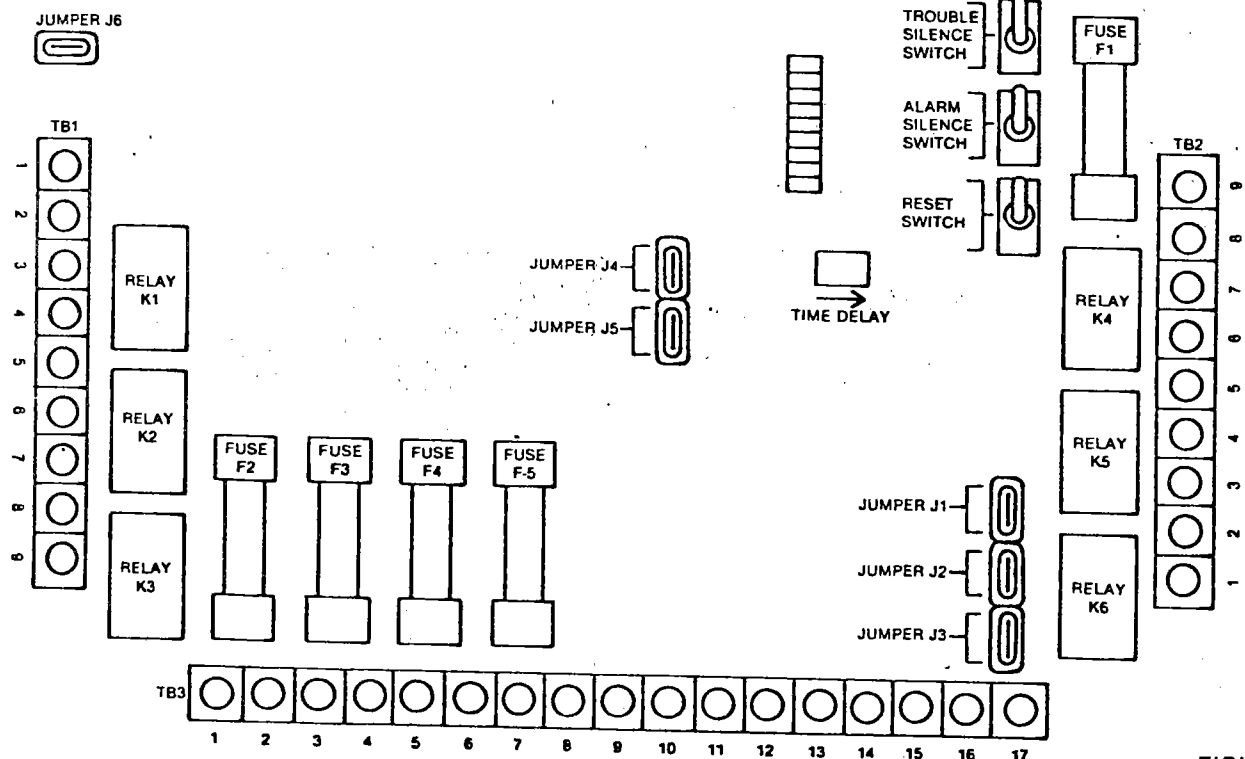 JUMPER J6
TROUBLE
SILENCE
SWITCH
FUSE
F1
ALARM
SILENCE
SWITCH
RESET
SWITCH
TB1
1
2
3
4
5
6
7
8
9
TB2
9
8
7
6
5
4
3
2
1
RELAY
K1
RELAY
K2
RELAY
K3
JUMPER J4
JUMPER J5
TIME DELAY
RELAY
K4
RELAY
K5
RELAY
K6
FUSE
F2
FUSE
F3
FUSE
F4
FUSE
F-5
JUMPER J1
JUMPER J2
JUMPER J3
TB3
1 2 3 4 5 6 7 8 9 10 11 12 13 14 15 16 17